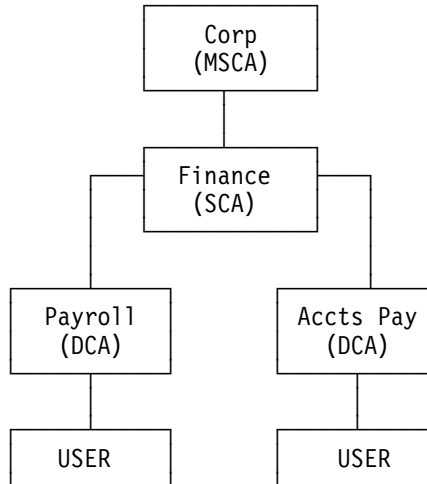 Corp
(MSCA)
Finance
(SCA)
Payroll
(DCA)
Accts Pay
(DCA)
USER
USER